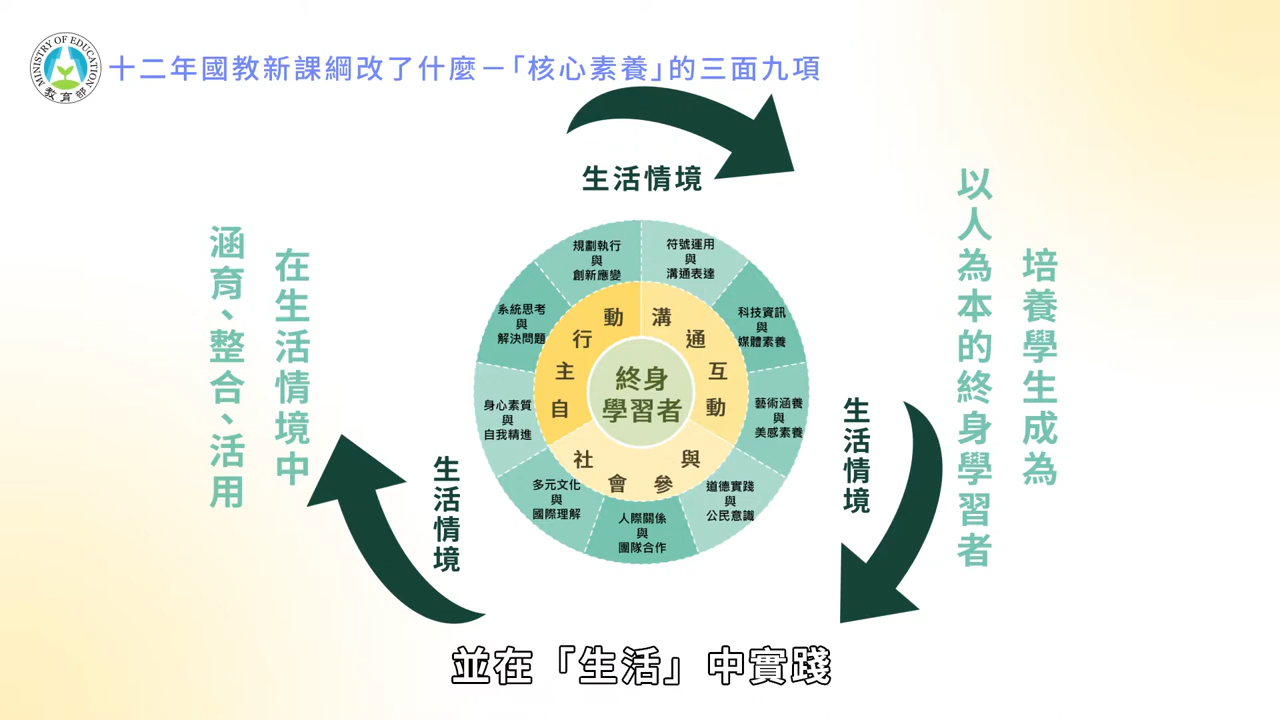 MINISTRY OF EDUCATION
教育部
十二年國教新課綱改了什麼－「核心素養」的三面九項
生活情境
在生活情境中
涵育、整合、活用
培養學生成為
以人為本的終身學習者
規劃執行
與
創新應變
符號運用
與
溝通表達
系統思考
與
解決問題
科技資訊
與
媒體素養
身心素質
與
自我精進
藝術涵養
與
美感素養
多元文化
與
國際理解
人際關係
與
團隊合作
道德實踐
與
公民意識
自主行動
溝通互動
社會參與
終身
學習者
生活情境
生活情境
並在「生活」中實踐